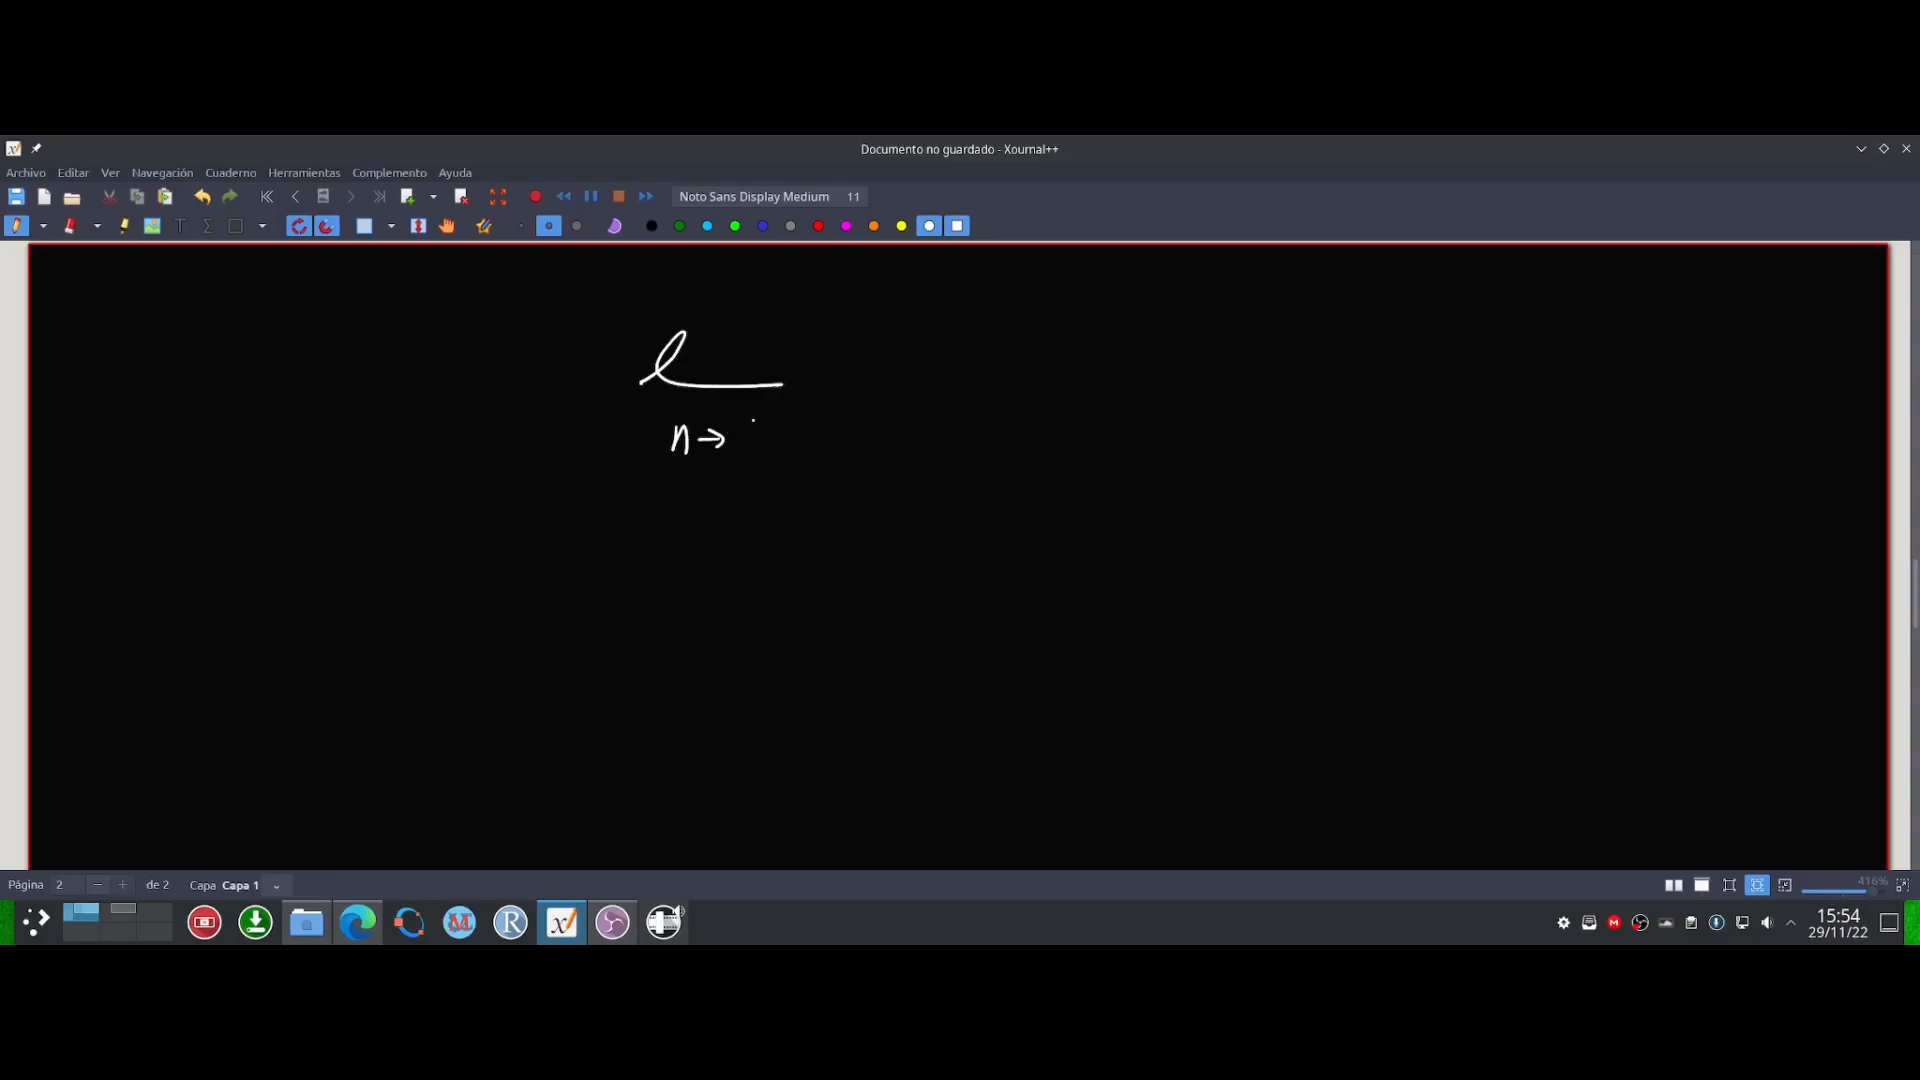 Documento no guardado - Xournal++
Archivo Editar Ver Navegación Cuaderno Herramientas Complemento Ayuda
Noto Sans Display Medium 11
l
n →
Página 2 de 2 Capa Capa 1
416%
15:54
29/11/22